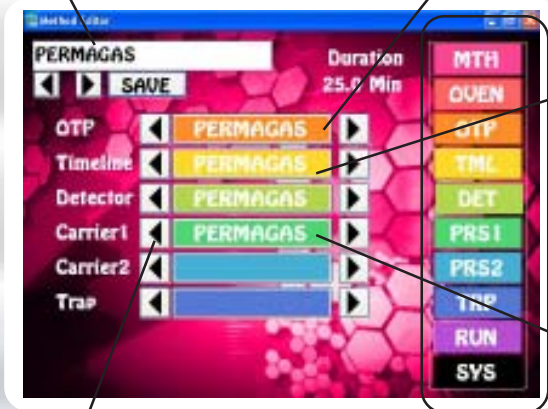 Method Editor
PERMAGAS
Duration
25.0 Min
SAVE
OTP PERMAGAS
Timeline PERMAGAS
Detector PERMAGAS
Carrier1 PERMAGAS
Carrier2
Trap
MTH
OVEN
OTP
TML
DET
PRS1
PRS2
TRP
RUN
SYS